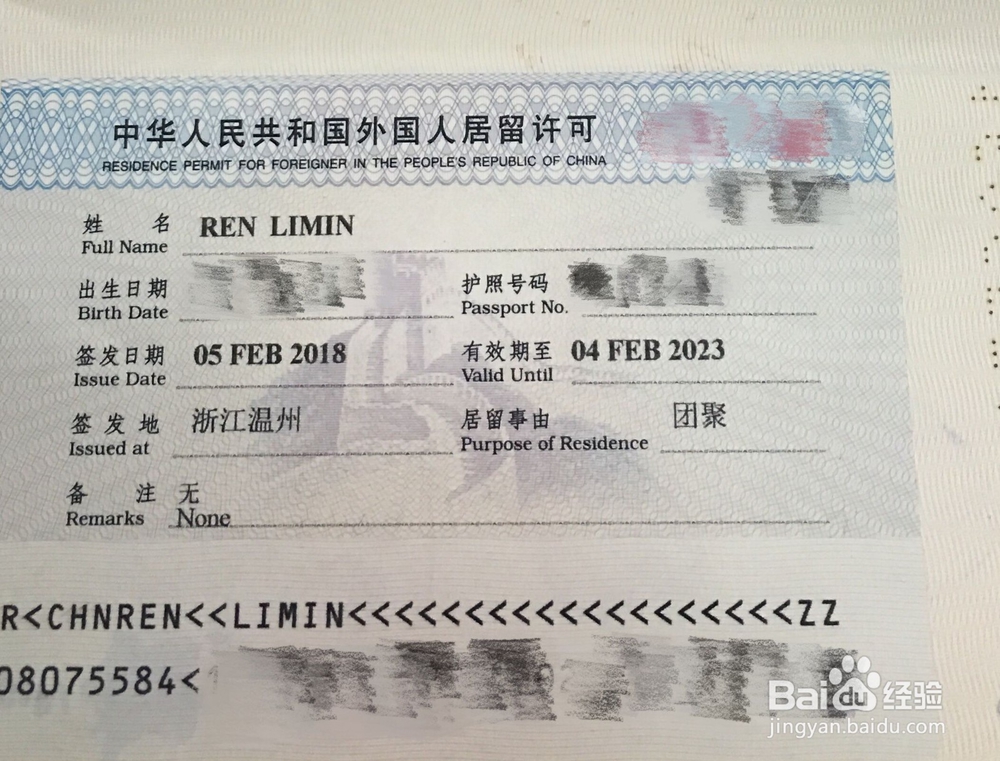 中华人民共和国外国人居留许可
RESIDENCE PERMIT FOR FOREIGNER IN THE PEOPLE'S REPUBLIC OF CHINA
姓 名 REN LIMIN
Full Name
出生日期 护照号码
Birth Date Passport No.
签发日期 05 FEB 2018 有效期至 04 FEB 2023
Issue Date Valid Until
签发地 浙江温州 居留事由 团聚
Issued at Purpose of Residence
备 注 无
Remarks None
R<CHNREN<<LIMIN<<<<<<<<<<<<<<<<<<<ZZ
08075584<
Baidu经验
jingyan.baidu.com